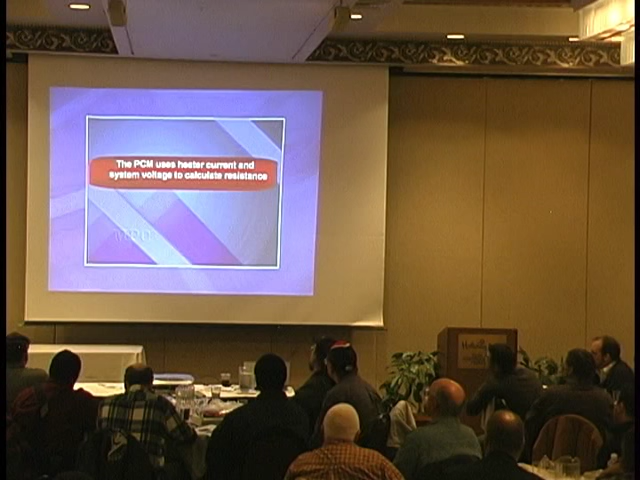 The PCM uses heater current and
system voltage to calculate resistance